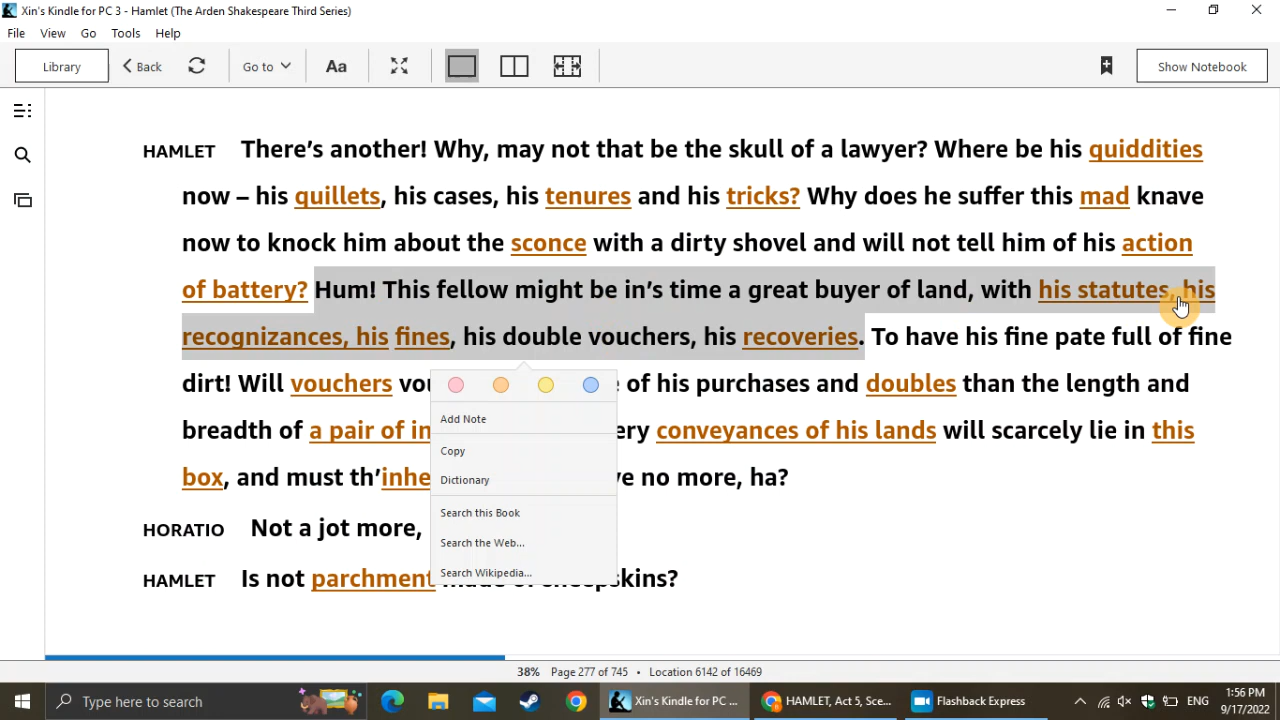 Xin's Kindle for PC 3 - Hamlet (The Arden Shakespeare Third Series)
File View Go Tools Help
Library Back Go to Aa Show Notebook
HAMLET There's another! Why, may not that be the skull of a lawyer? Where be his quiddities
now – his quillets, his cases, his tenures and his tricks? Why does he suffer this mad knave
now to knock him about the sconce with a dirty shovel and will not tell him of his action
of battery? Hum! This fellow might be in's time a great buyer of land, with his statutes, his
recognizances, his fines, his double vouchers, his recoveries. To have his fine pate full of fine
dirt! Will vouchers of his purchases and doubles than the length and
breadth of a pair of conveyances of his lands will scarcely lie in this
box, and must th' no more, ha?
HORATIO Not a jot more,
HAMLET Is not parchment made of sheepskins?
Add Note
Copy
Dictionary
Search this Book
Search the Web...
Search Wikipedia...
38% Page 277 of 745 • Location 6142 of 16469
Type here to search
Xin's Kindle for PC ...
HAMLET, Act 5, Sce...
Flashback Express
ENG
1:56 PM
9/17/2022